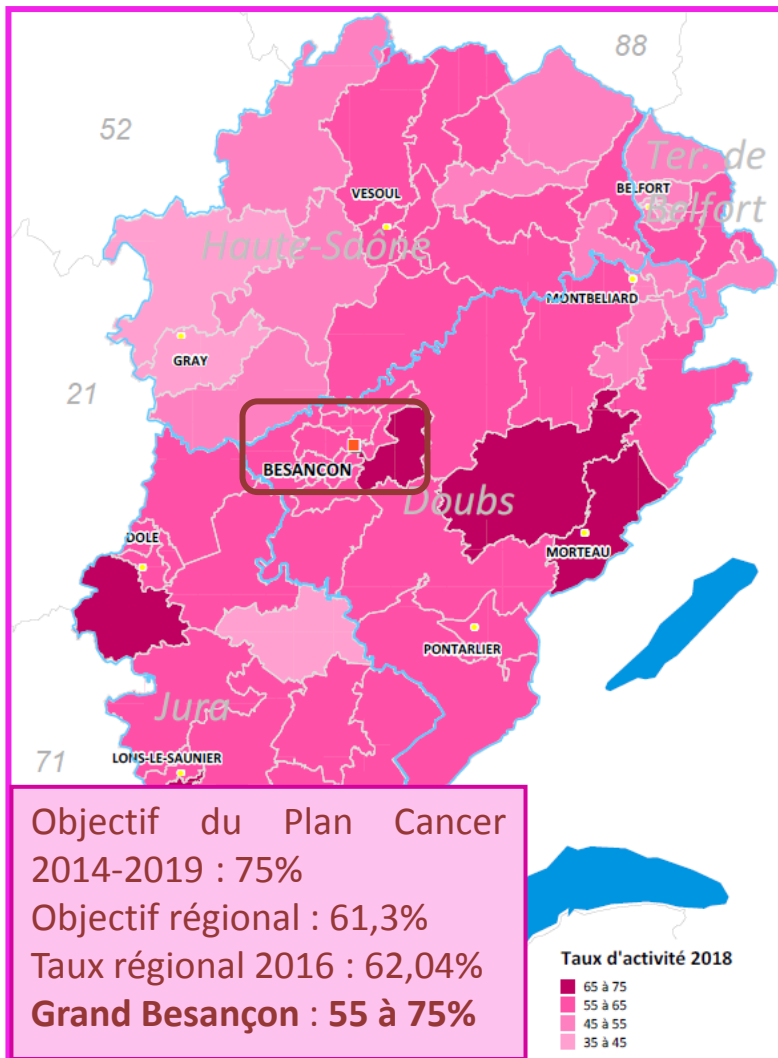 88
52
Ter. de
VESOUL
BELFORT
Belfort
Haute-Saône
MONTBELIARD
GRAY
21
BESANCON
Doubs
DOLE
MORTEAU
PONTARLIER
Jura
71
LONS-LE-SAUNIER
Objectif du Plan Cancer
2014-2019 : 75%
Objectif régional : 61,3%
Taux régional 2016 : 62,04%
Grand Besançon : 55 à 75%
Taux d'activité 2018
65 à 75
55 à 65
45 à 55
35 à 45